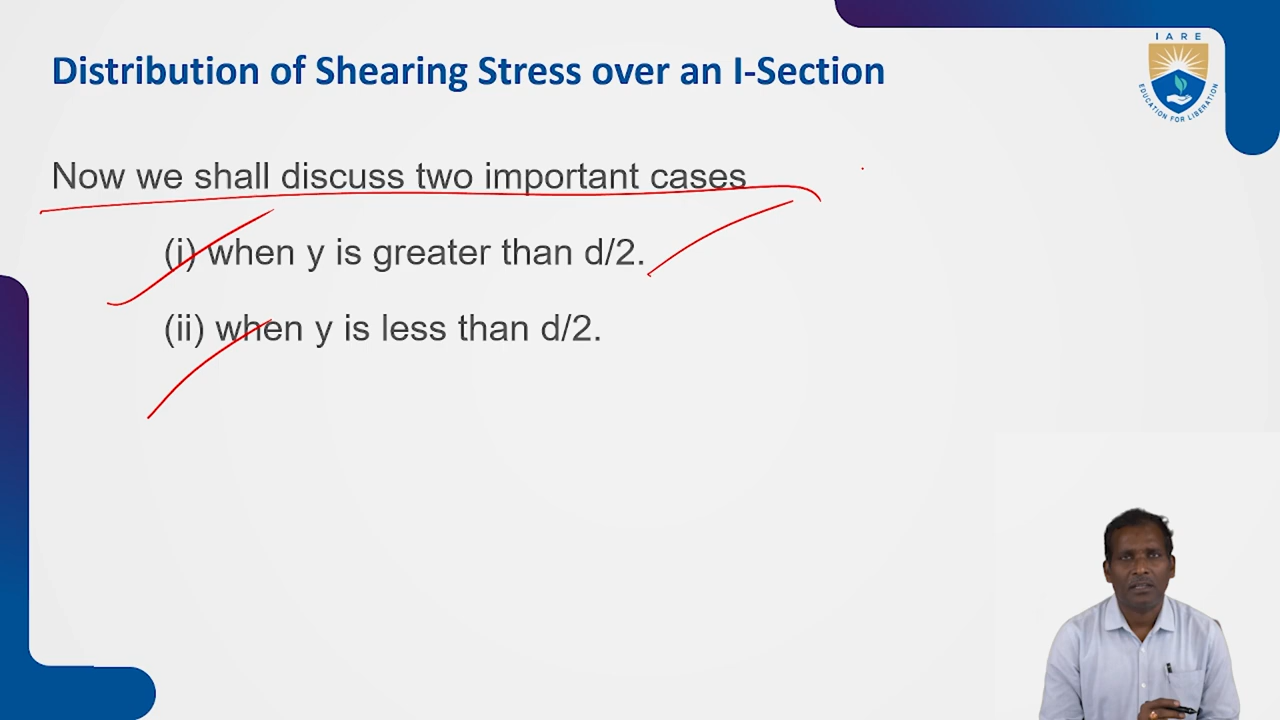 Distribution of Shearing Stress over an I-Section
IARE
EDUCATION FOR LIBERATION
Now we shall discuss two important cases
(i) when y is greater than d/2.
(ii) when y is less than d/2.